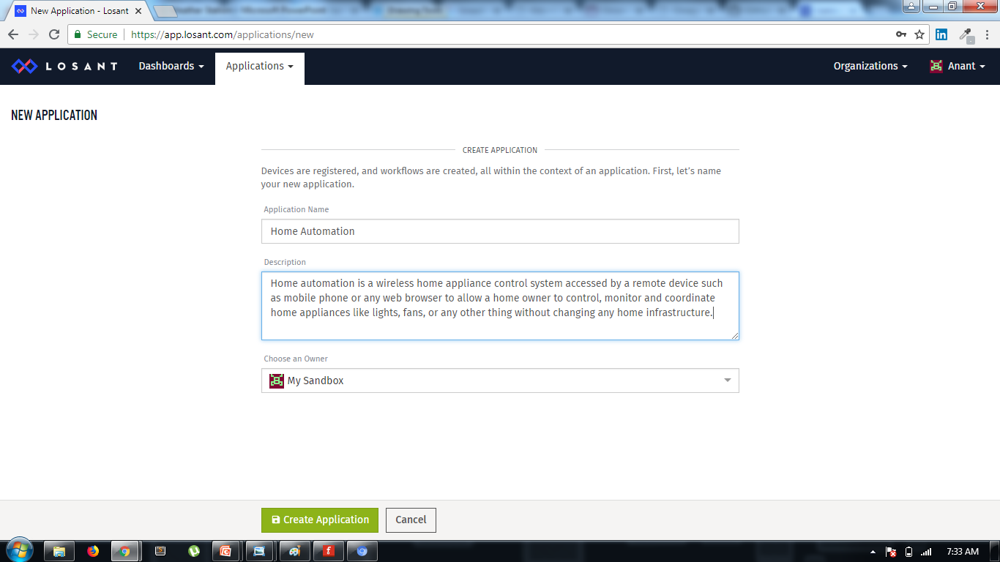 New Application - Losant
Secure https://app.losant.com/applications/new
LOSANT Dashboards Applications Organizations Anant
NEW APPLICATION
CREATE APPLICATION
Devices are registered, and workflows are created, all within the context of an application. First, let's name
your new application.
Application Name
Home Automation
Description
Home automation is a wireless home appliance control system accessed by a remote device such
as mobile phone or any web browser to allow a home owner to control, monitor and coordinate
home appliances like lights, fans, or any other thing without changing any home infrastructure.
Choose an Owner
My Sandbox
Create Application Cancel
7:33 AM